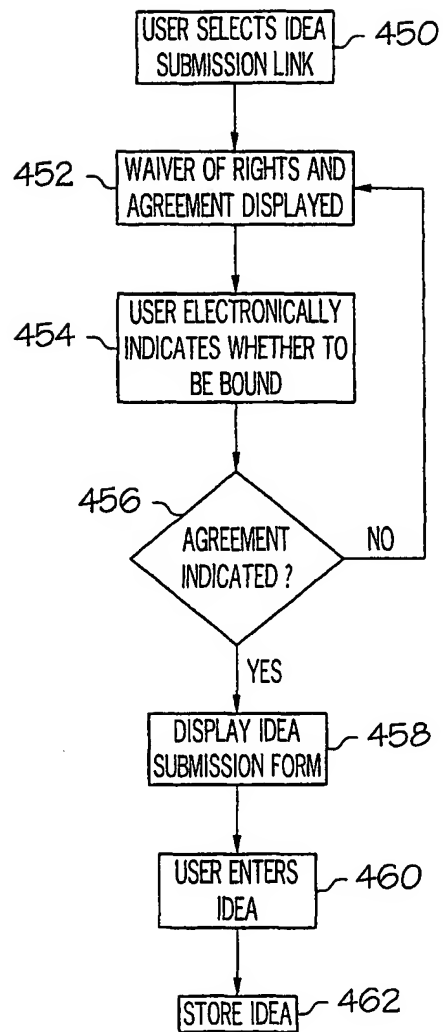 USER SELECTS IDEA
SUBMISSION LINK
450
452
WAIVER OF RIGHTS AND
AGREEMENT DISPLAYED
454
USER ELECTRONICALLY
INDICATES WHETHER TO
BE BOUND
456
AGREEMENT
INDICATED ?
NO
YES
DISPLAY IDEA
SUBMISSION FORM
458
USER ENTERS
IDEA
460
STORE IDEA
462